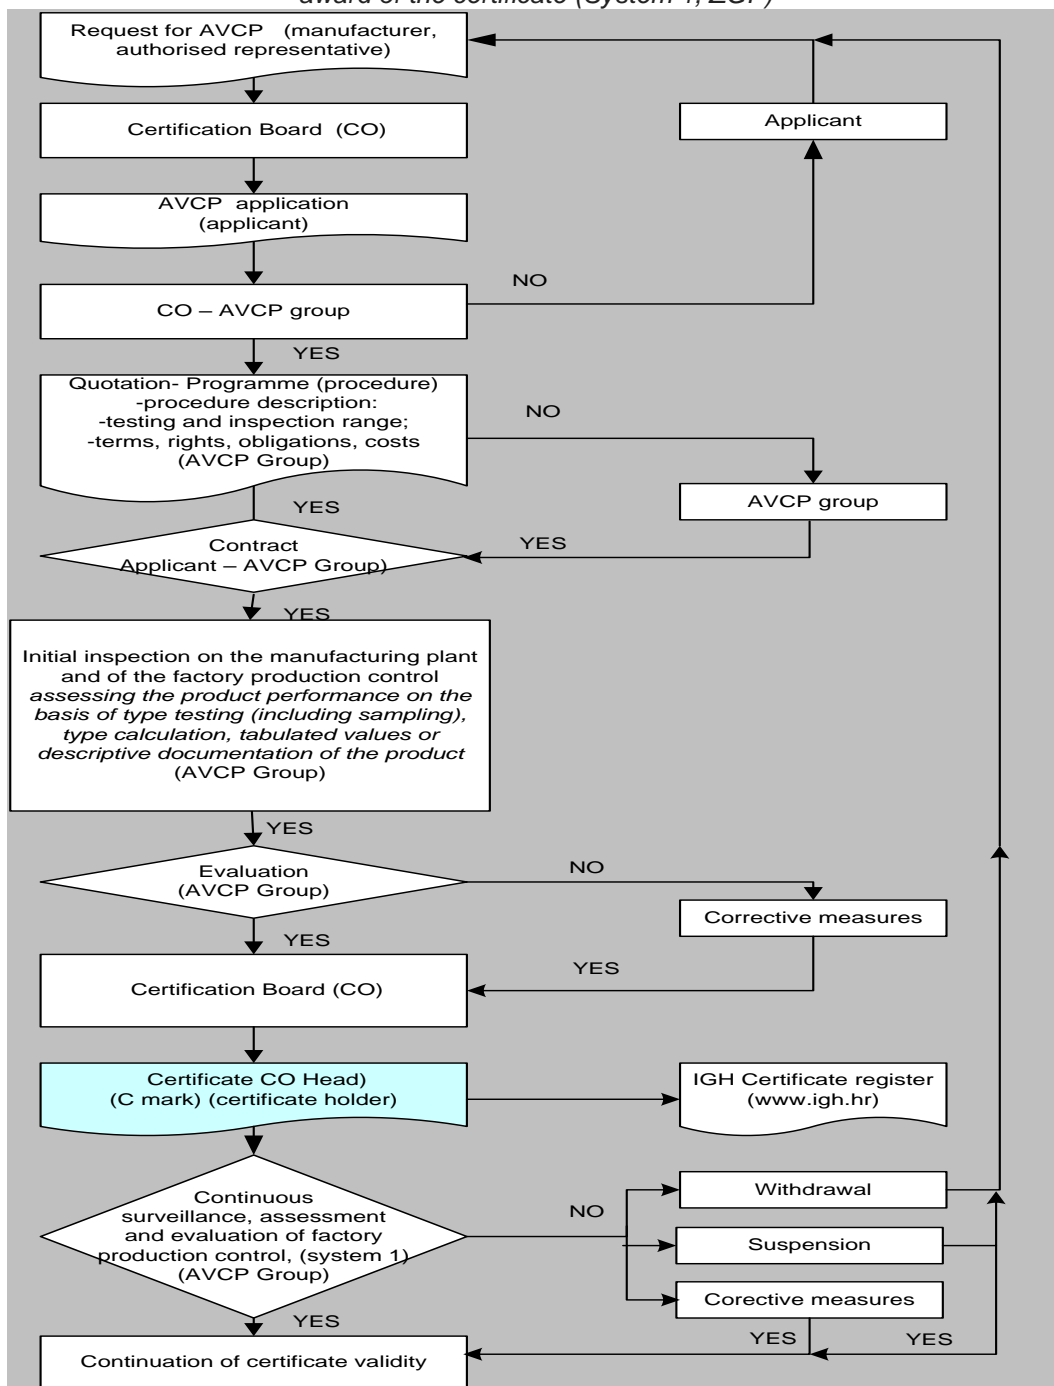 award of the certificate (System 1, ZGP)
Request for AVCP (manufacturer,
authorised representative)
Certification Board (CO)
Applicant
AVCP application
(applicant)
NO
CO – AVCP group
YES
Quotation- Programme (procedure)
-procedure description:
-testing and inspection range;
-terms, rights, obligations, costs
(AVCP Group)
NO
AVCP group
YES
Contract
Applicant – AVCP Group)
YES
YES
Initial inspection on the manufacturing plant
and of the factory production control
assessing the product performance on the
basis of type testing (including sampling),
type calculation, tabulated values or
descriptive documentation of the product
(AVCP Group)
YES
Evaluation
(AVCP Group)
NO
Corrective measures
YES
YES
Certification Board (CO)
Certificate CO Head)
(C mark) (certificate holder)
IGH Certificate register
(www.igh.hr)
Continuous
surveillance, assessment
and evaluation of factory
production control, (system 1)
(AVCP Group)
NO
Withdrawal
Suspension
Corective measures
YES
YES
YES
Continuation of certificate validity